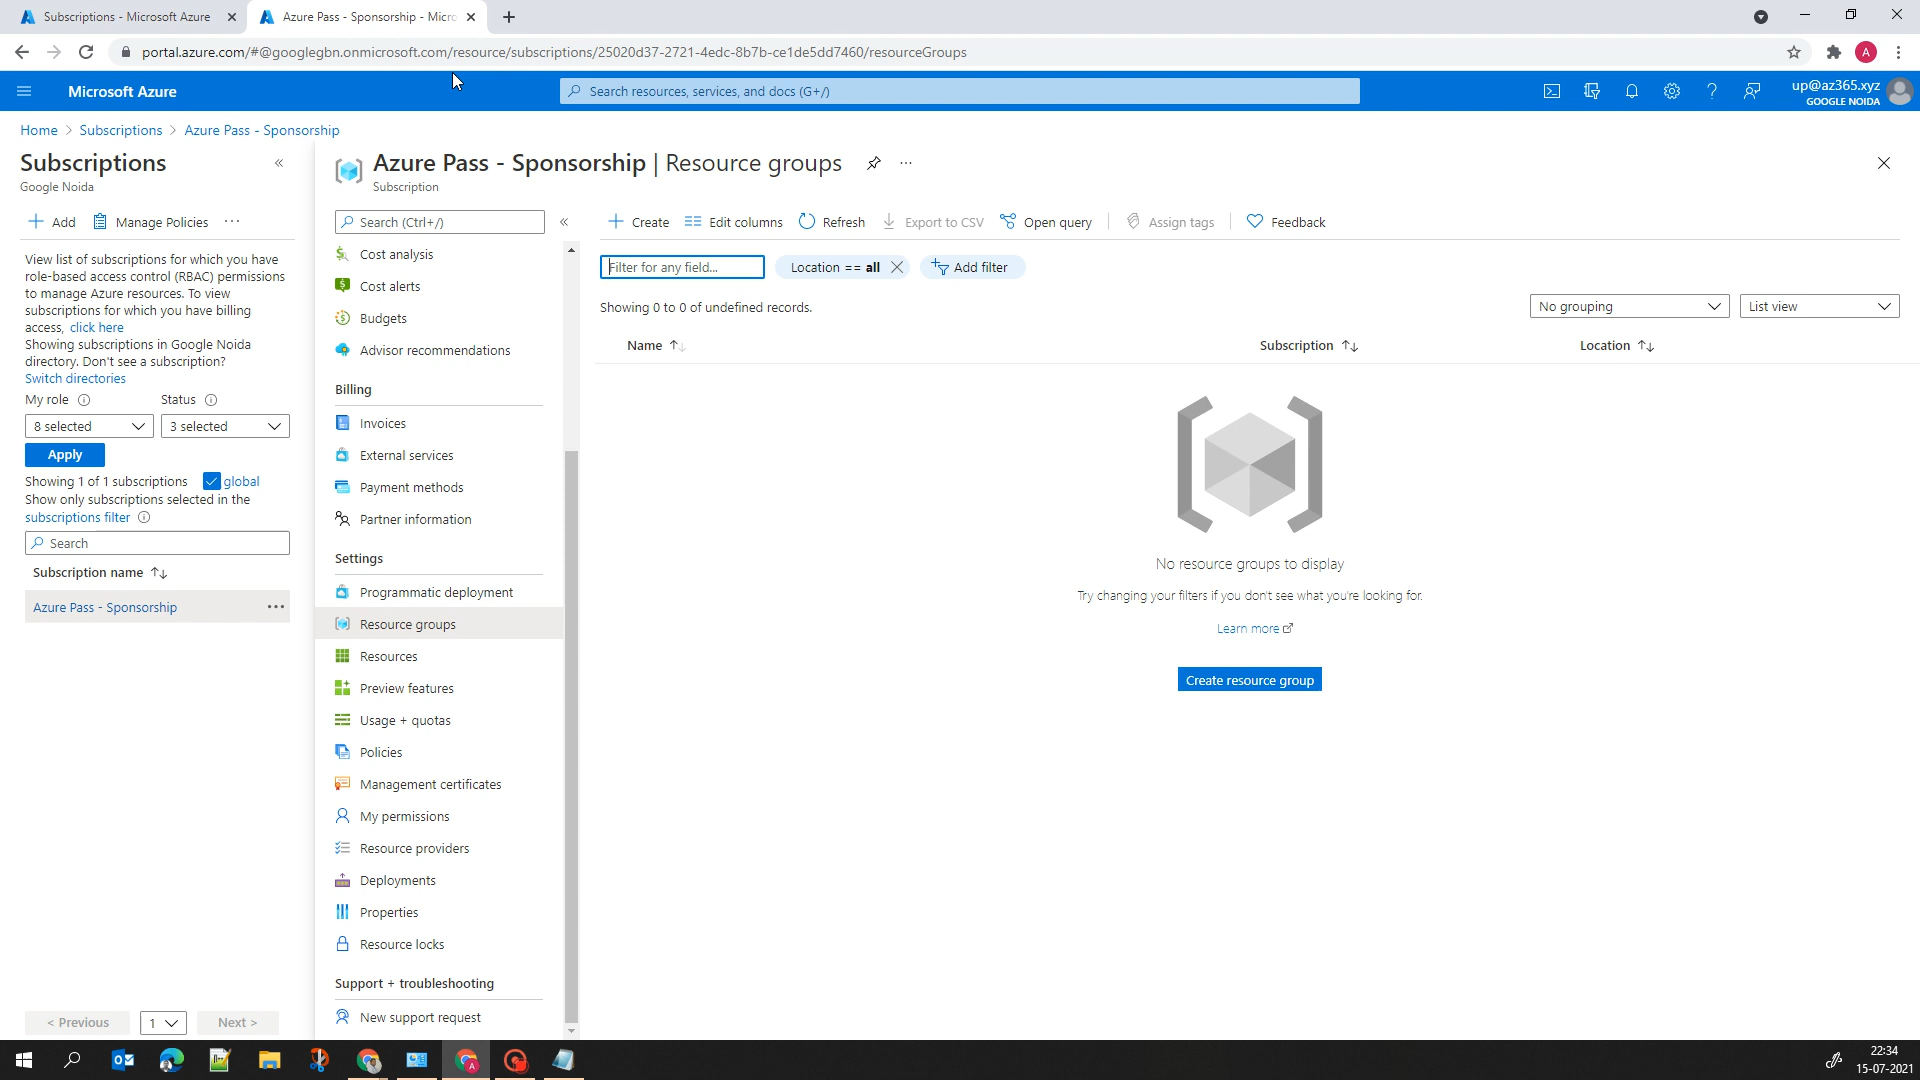 Subscriptions - Microsoft Azure
Azure Pass - Sponsorship - Micro
portal.azure.com/#@googlegbn.onmicrosoft.com/resource/subscriptions/25020d37-2721-4edc-8b7b-ce1de5dd7460/resourceGroups
A
Microsoft Azure
Search resources, services, and docs (G+/)
up@az365.xyz
GOOGLE NOIDA
Home > Subscriptions > Azure Pass - Sponsorship
Subscriptions
Google Noida
Add
Manage Policies
View list of subscriptions for which you have
role-based access control (RBAC) permissions
to manage Azure resources. To view
subscriptions for which you have billing
access, click here
Showing subscriptions in Google Noida
directory. Don't see a subscription?
Switch directories
My role
Status
8 selected
3 selected
Apply
Showing 1 of 1 subscriptions
global
Show only subscriptions selected in the
subscriptions filter
Search
Subscription name
Azure Pass - Sponsorship
< Previous
1
Next >
Azure Pass - Sponsorship | Resource groups
Subscription
Search (Ctrl+/)
Cost analysis
Cost alerts
Budgets
Advisor recommendations
Billing
Invoices
External services
Payment methods
Partner information
Settings
Programmatic deployment
Resource groups
Resources
Preview features
Usage + quotas
Policies
Management certificates
My permissions
Resource providers
Deployments
Properties
Resource locks
Support + troubleshooting
New support request
Create
Edit columns
Refresh
Export to CSV
Open query
Assign tags
Feedback
Filter for any field...
Location == all
Add filter
Showing 0 to 0 of undefined records.
No grouping
List view
Name
Subscription
Location
No resource groups to display
Try changing your filters if you don't see what you're looking for.
Learn more
Create resource group
22:34
15-07-2021